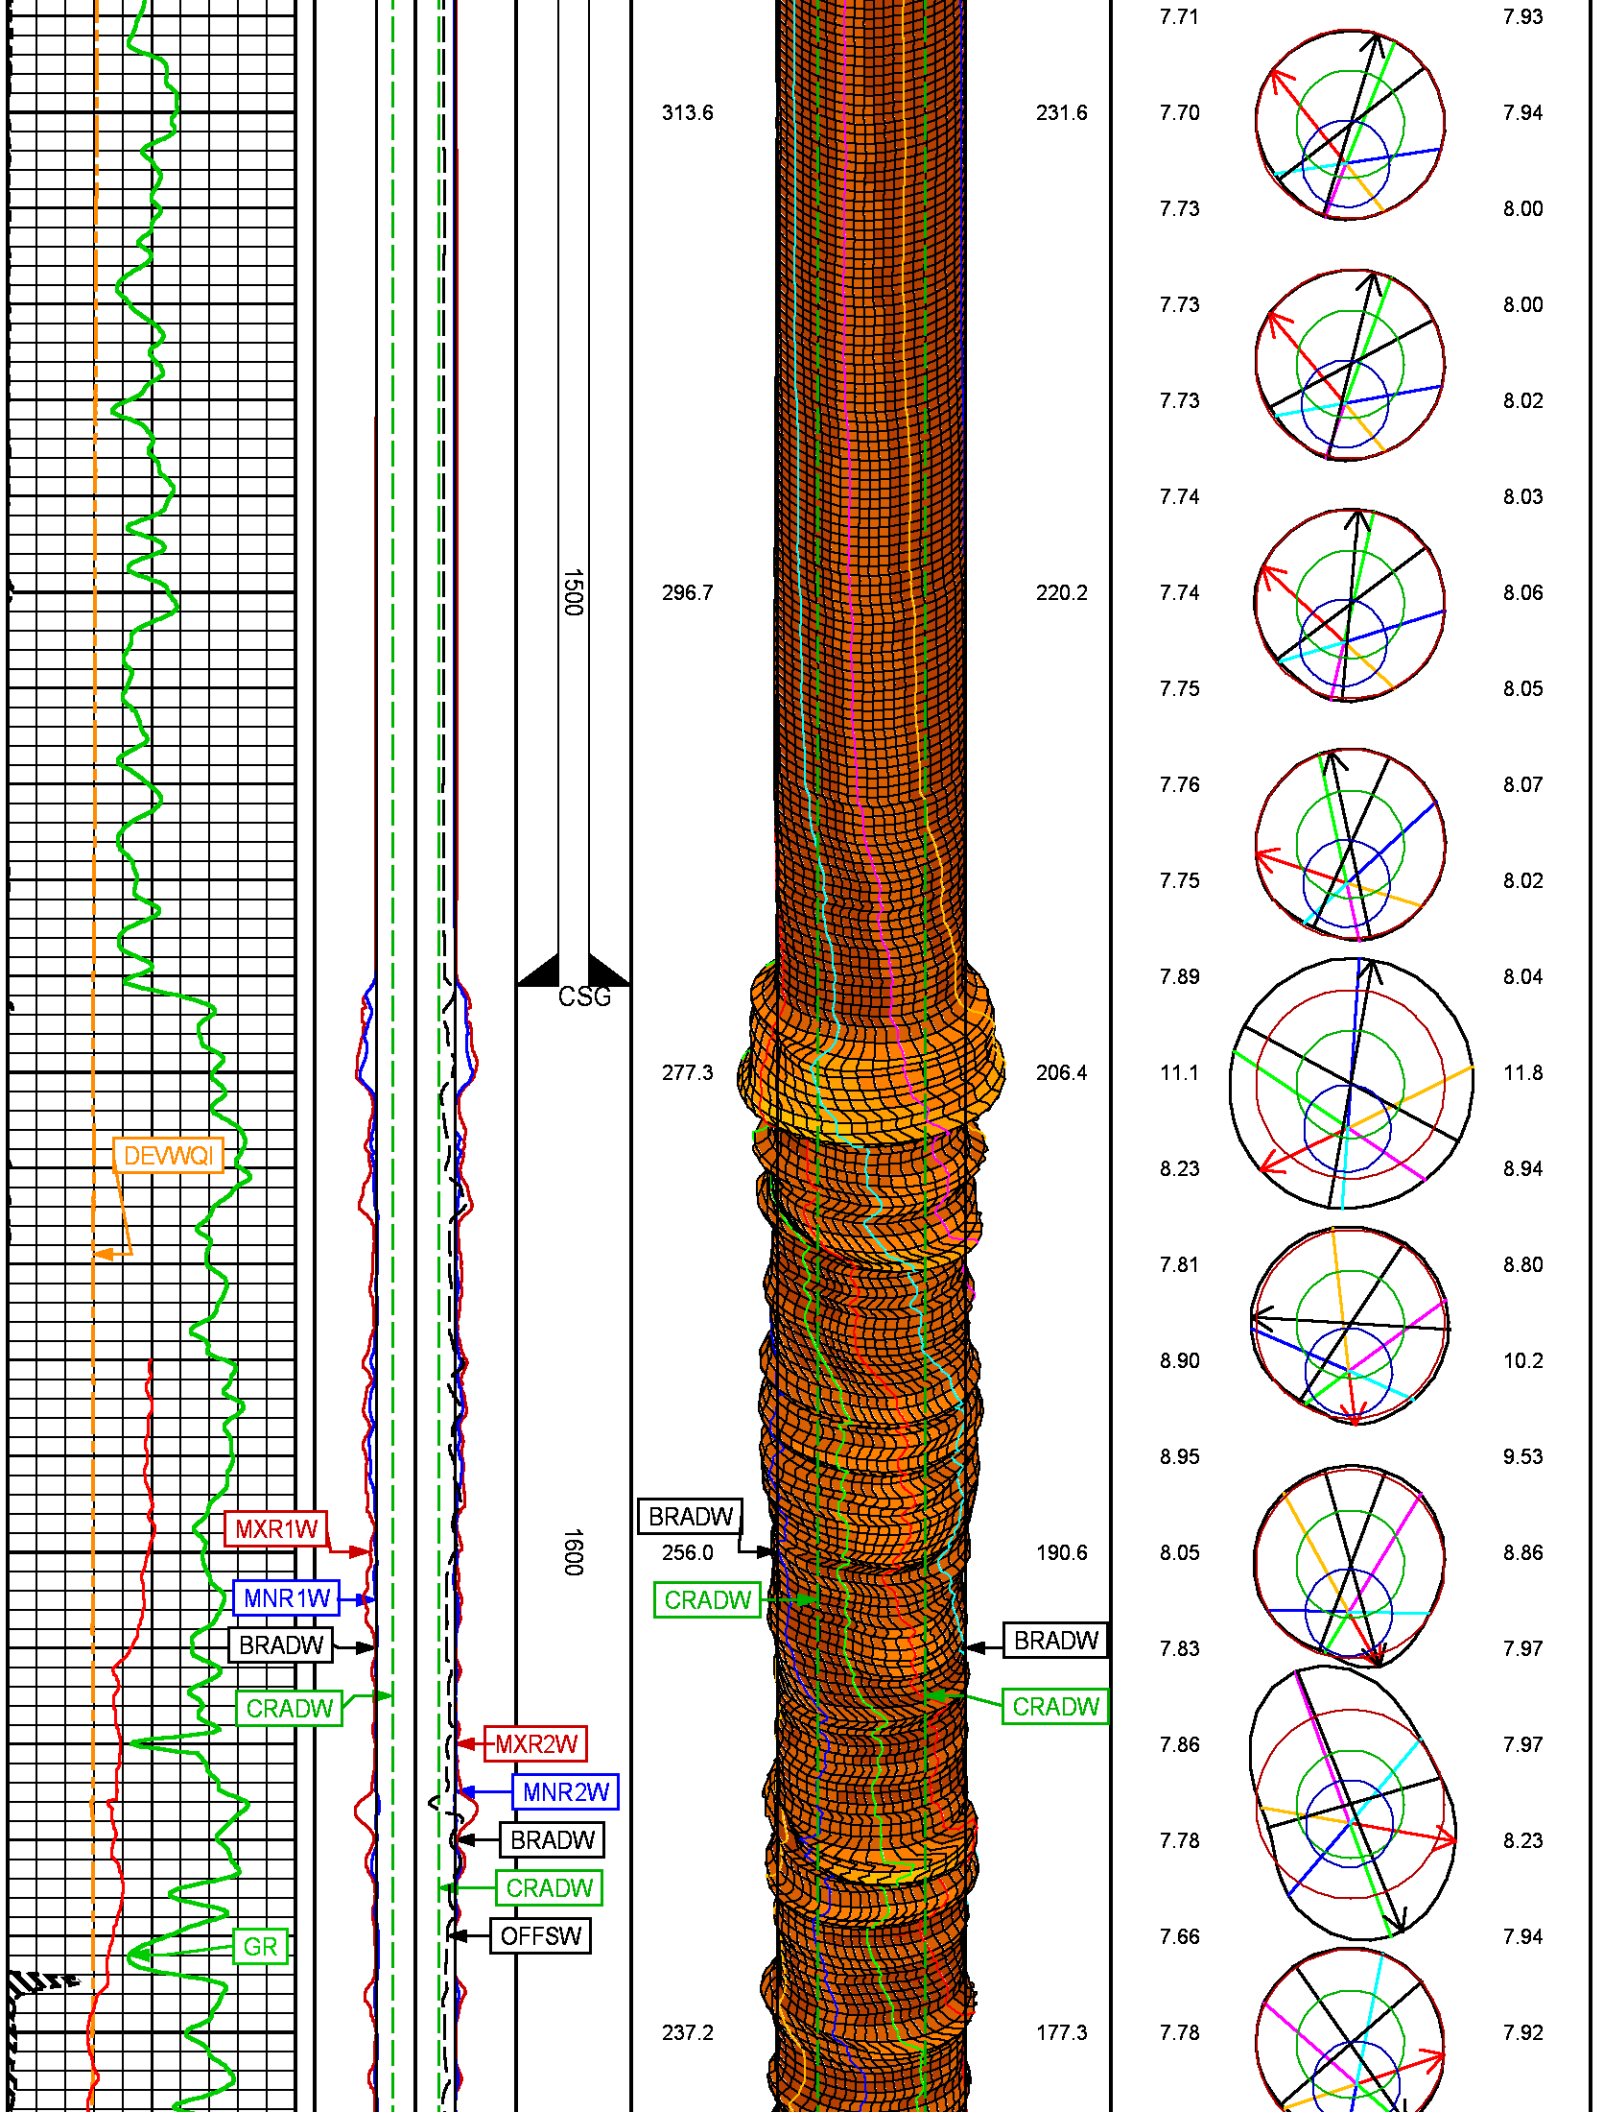 7.71 7.93
313.6 231.6 7.70 7.94
7.73 8.00
7.73 8.00
7.73 8.02
7.74 8.03
1500 296.7 220.2 7.74 8.06
7.75 8.05
7.76 8.07
7.75 8.02
CSG 7.89 8.04
277.3 206.4 11.1 11.8
DEVWQI 8.23 8.94
7.81 8.80
8.90 10.2
8.95 9.53
MXR1W BRADW
1600 256.0 190.6 8.05 8.86
MNR1W CRADW
BRADW BRADW 7.83 7.97
CRADW CRADW
MXR2W 7.86 7.97
MNR2W
BRADW 7.78 8.23
CRADW
OFFSW 7.66 7.94
GR
237.2 177.3 7.78 7.92